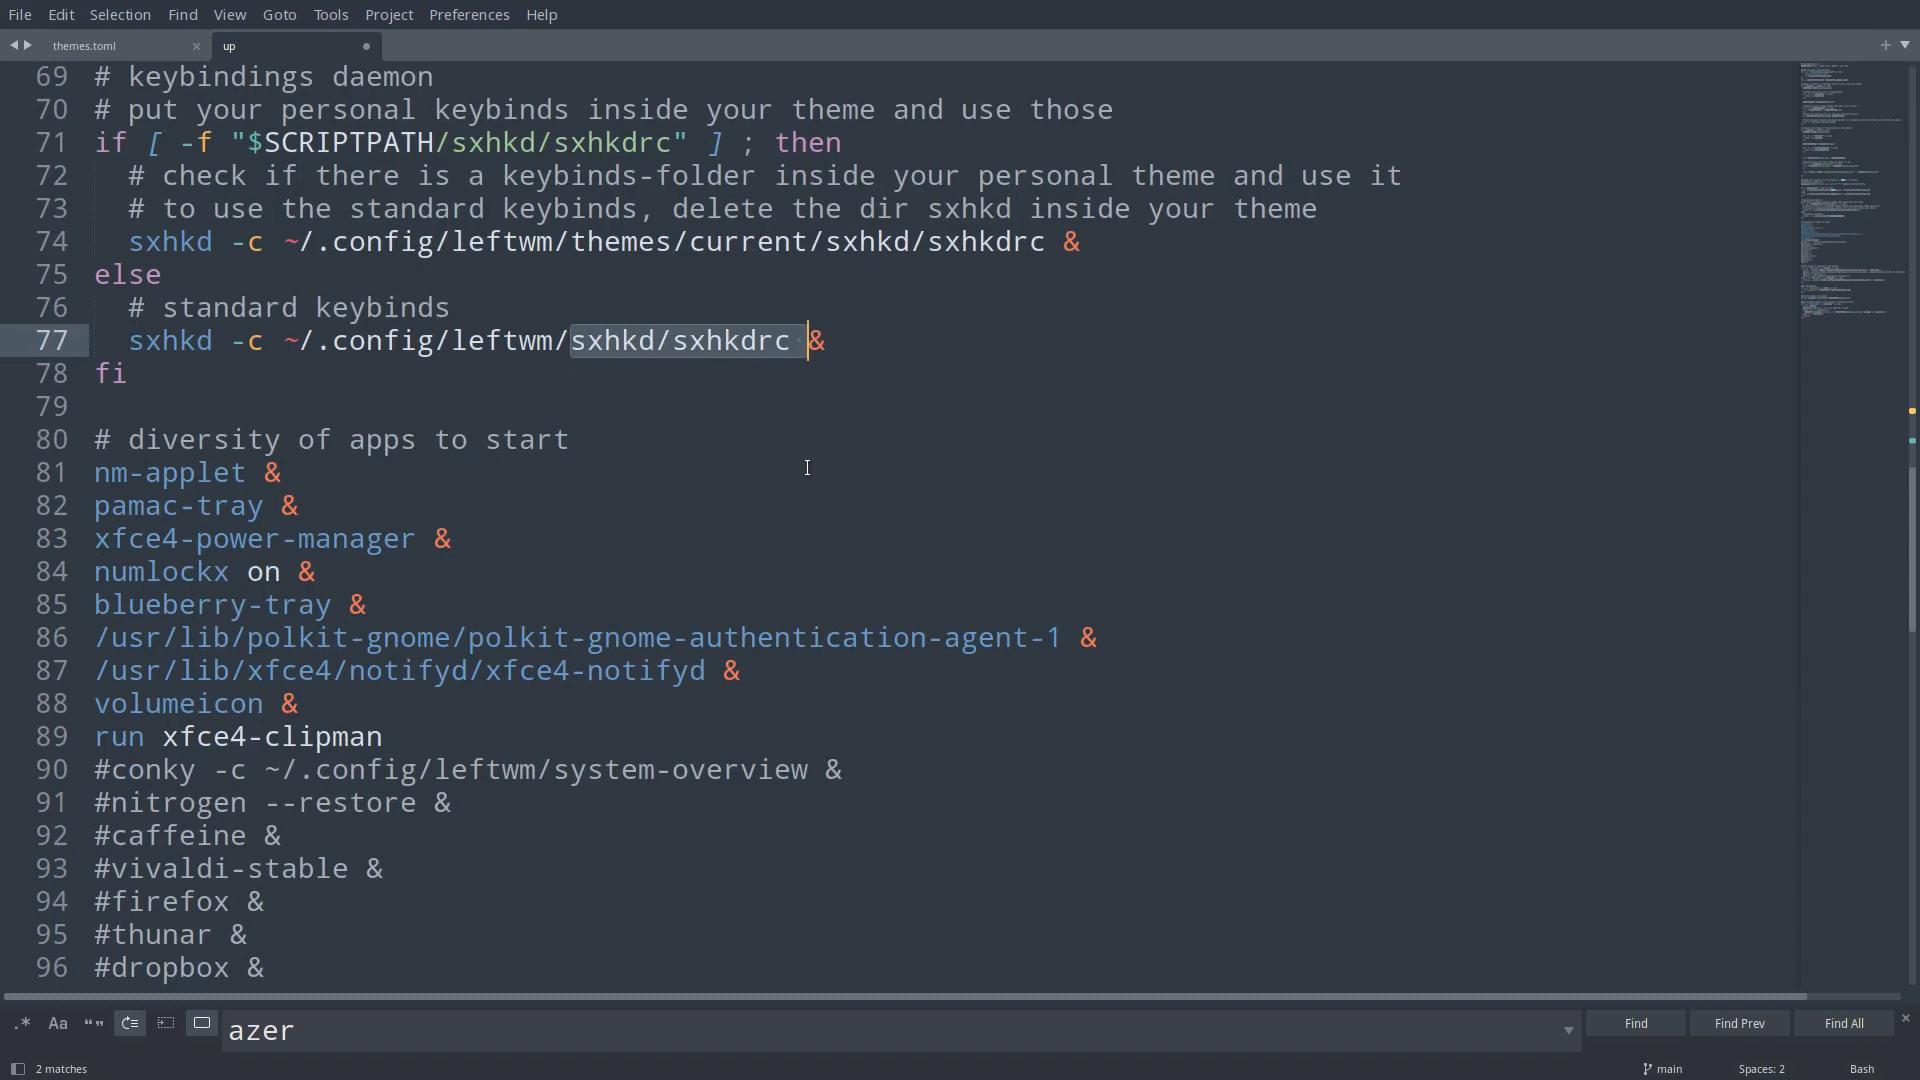 File Edit Selection Find View Goto Tools Project Preferences Help
themes.toml × up
69 # keybindings daemon
70 # put your personal keybinds inside your theme and use those
71 if [ -f "$SCRIPTPATH/sxhkd/sxhkdrc" ] ; then
72 # check if there is a keybinds-folder inside your personal theme and use it
73 # to use the standard keybinds, delete the dir sxhkd inside your theme
74 sxhkd -c ~/.config/leftwm/themes/current/sxhkd/sxhkdrc &
75 else
76 # standard keybinds
77 sxhkd -c ~/.config/leftwm/sxhkd/sxhkdrc &
78 fi
79
80 # diversity of apps to start
81 nm-applet &
82 pamac-tray &
83 xfce4-power-manager &
84 numlockx on &
85 blueberry-tray &
86 /usr/lib/polkit-gnome/polkit-gnome-authentication-agent-1 &
87 /usr/lib/xfce4/notifyd/xfce4-notifyd &
88 volumeicon &
89 run xfce4-clipman
90 #conky -c ~/.config/leftwm/system-overview &
91 #nitrogen --restore &
92 #caffeine &
93 #vivaldi-stable &
94 #firefox &
95 #thunar &
96 #dropbox &
.* Aa “” azer Find Find Prev Find All ×
2 matches main Spaces: 2 Bash